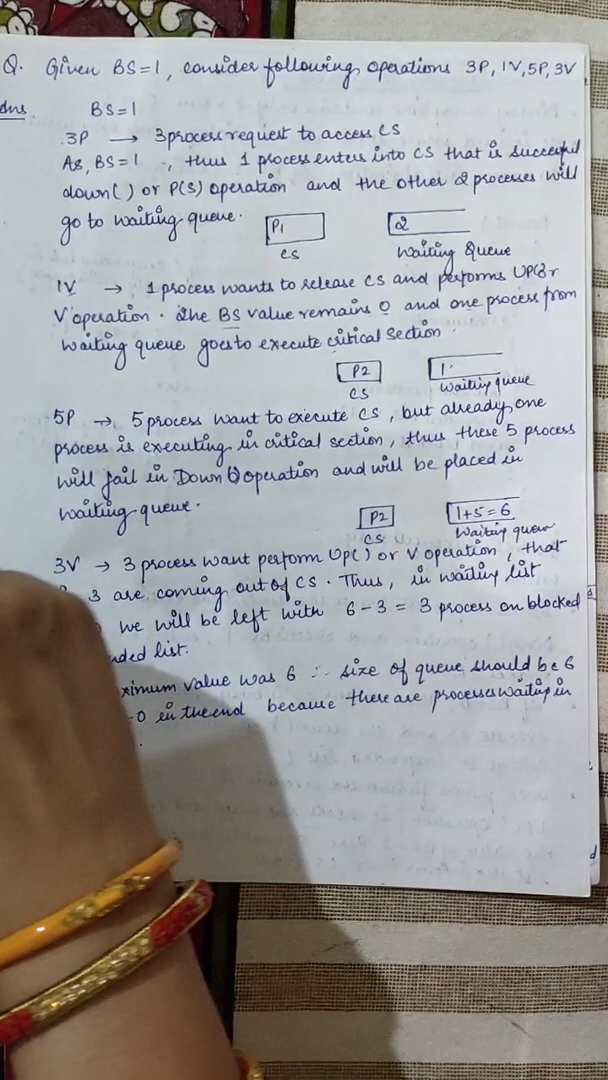 Q. Given BS=1, consider following operations 3P, 1V, 5P, 3V
Ans. BS=1
3P → 3 process request to access CS
As, BS=1 ∴, thus 1 process enters into CS that is successful
down( ) or P(S) operation and the other 2 processes will
go to waiting queue.
P1
CS
2
Waiting Queue
1V → 1 process wants to release CS and performs UP() or
V operation. The BS value remains 0 and one process from
waiting queue goes to execute critical section.
P2
CS
1
Waiting queue
5P → 5 process want to execute CS, but already one
process is executing in critical section, thus these 5 process
will fail in Down() operation and will be placed in
waiting queue.
P2
CS
1+5=6
Waiting queue
3V → 3 process want perform Up( ) or V operation, that
3 are coming out of CS. Thus, in waiting list
we will be left with 6-3 = 3 process on blocked
nded list.
ximum value was 6 ∴ size of queue should be 6
0 in the end because there are processes waiting in